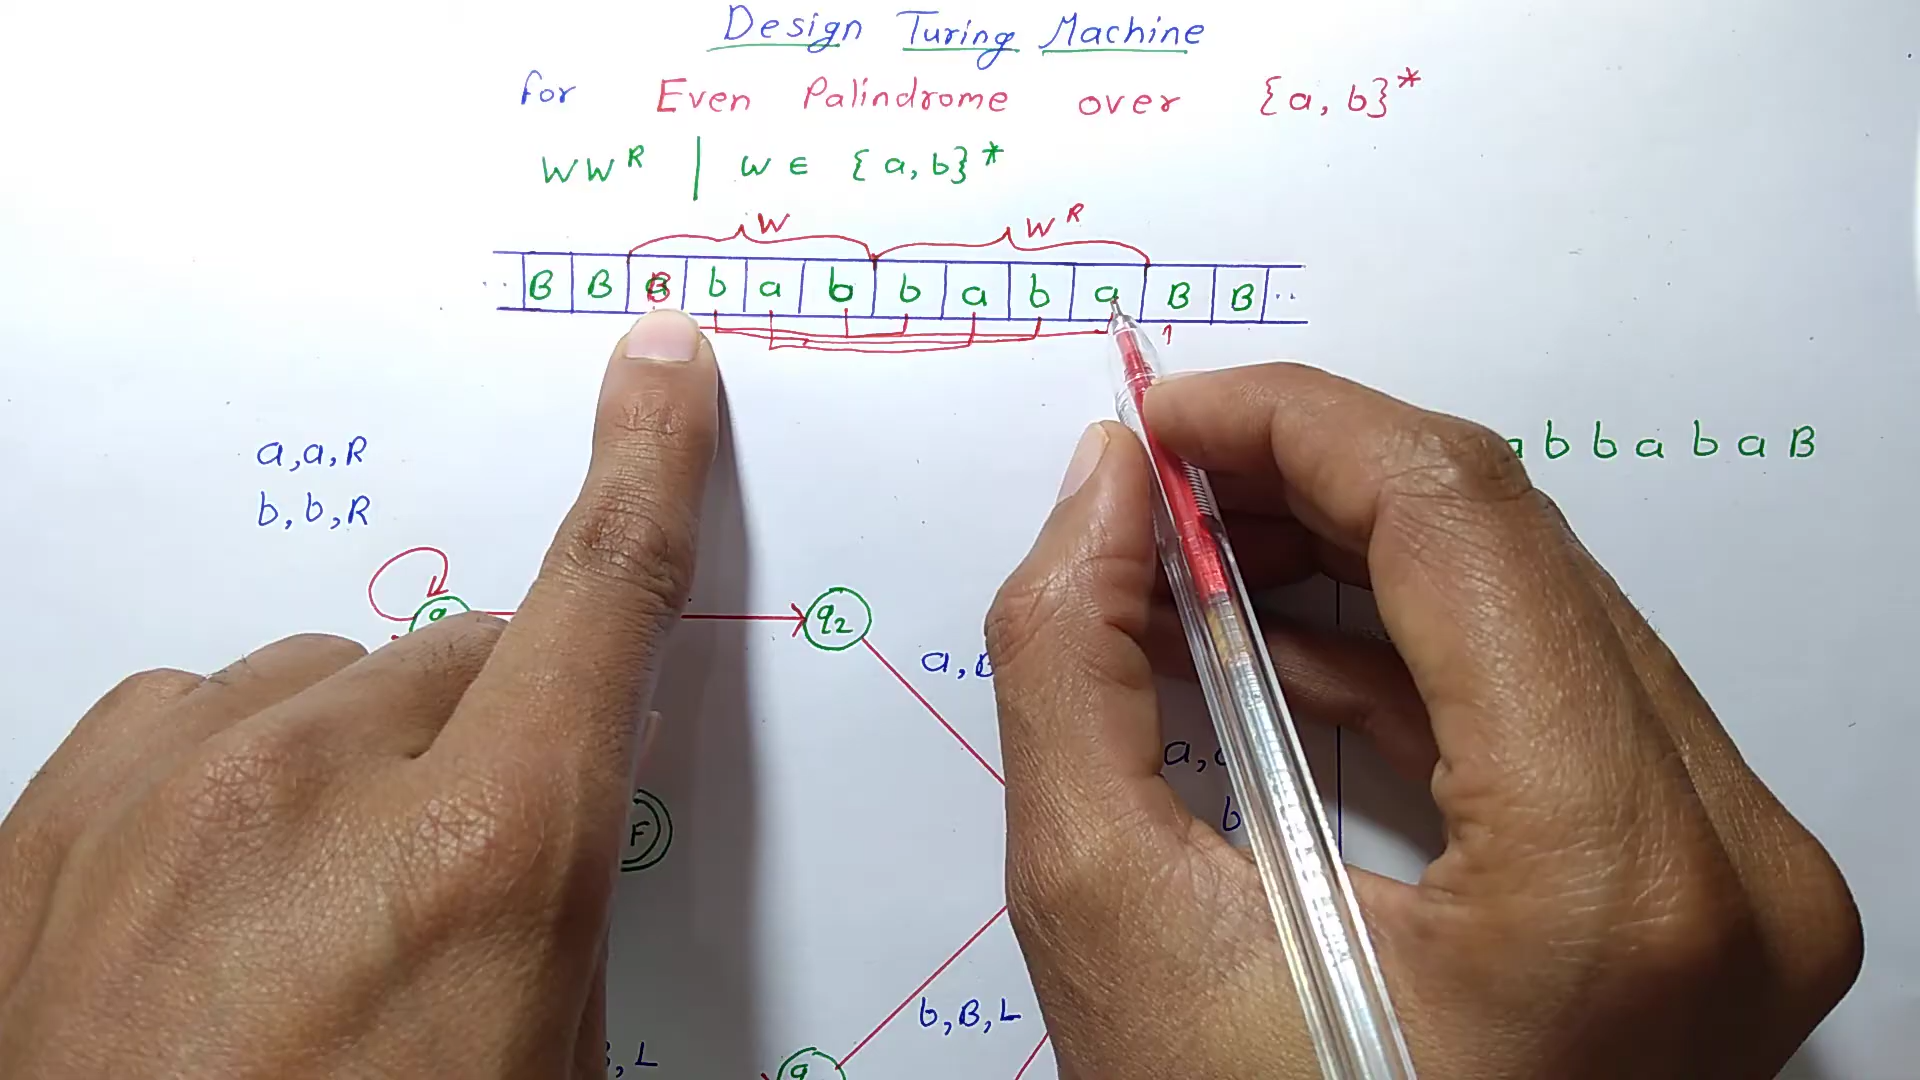 Design Turing Machine
for Even Palindrome over {a, b}*
WW^R | W ∈ {a, b}*
W W^R
.. B B B b a b b a b a B B ..
1
a b b a b a B
a,a,R
b,b,R
q2
a,B
a,
b
F
b,B,L
,L
q